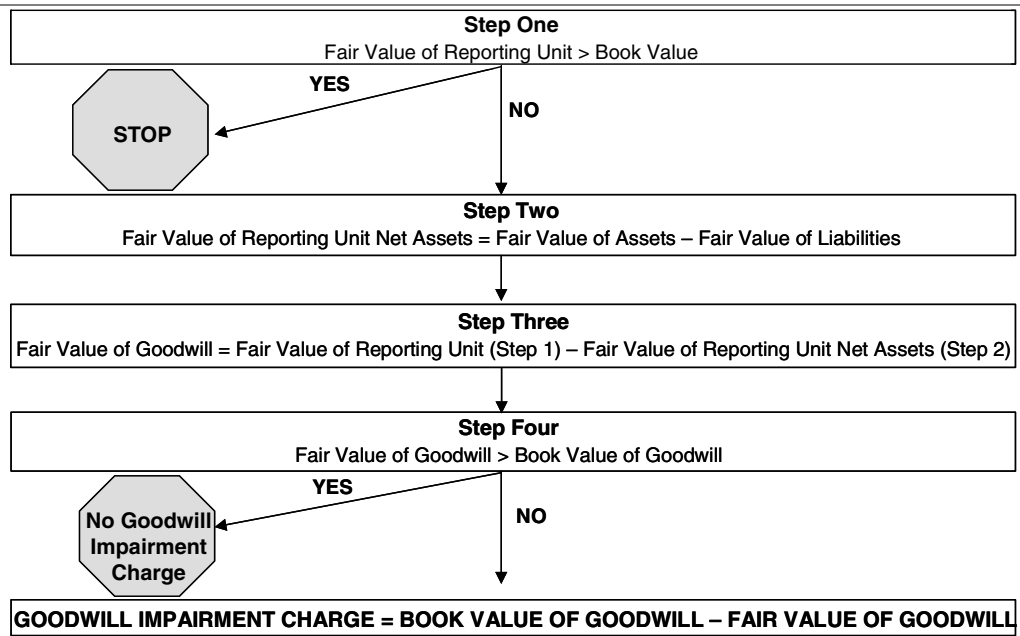 Step One
Fair Value of Reporting Unit > Book Value
YES
NO
STOP
Step Two
Fair Value of Reporting Unit Net Assets = Fair Value of Assets – Fair Value of Liabilities
Step Three
Fair Value of Goodwill = Fair Value of Reporting Unit (Step 1) – Fair Value of Reporting Unit Net Assets (Step 2)
Step Four
Fair Value of Goodwill > Book Value of Goodwill
YES
NO
No Goodwill
Impairment
Charge
GOODWILL IMPAIRMENT CHARGE = BOOK VALUE OF GOODWILL – FAIR VALUE OF GOODWILL